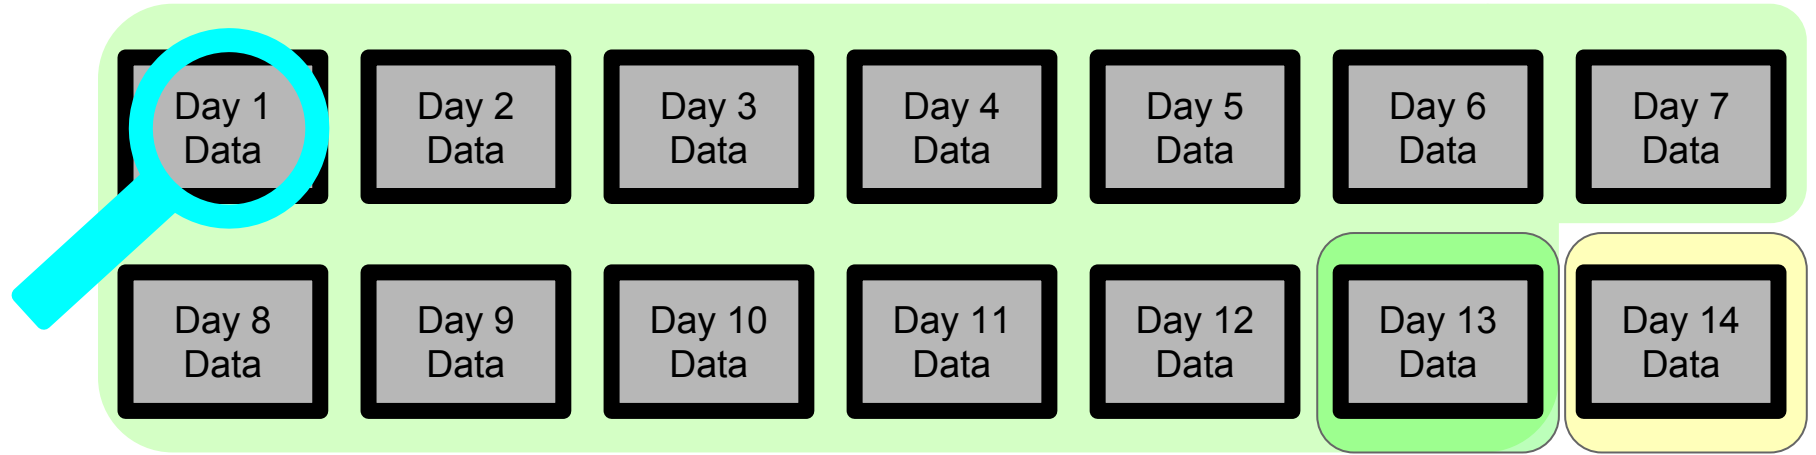 Day 1
Data
Day 2
Data
Day 3
Data
Day 4
Data
Day 5
Data
Day 6
Data
Day 7
Data
Day 8
Data
Day 9
Data
Day 10
Data
Day 11
Data
Day 12
Data
Day 13
Data
Day 14
Data